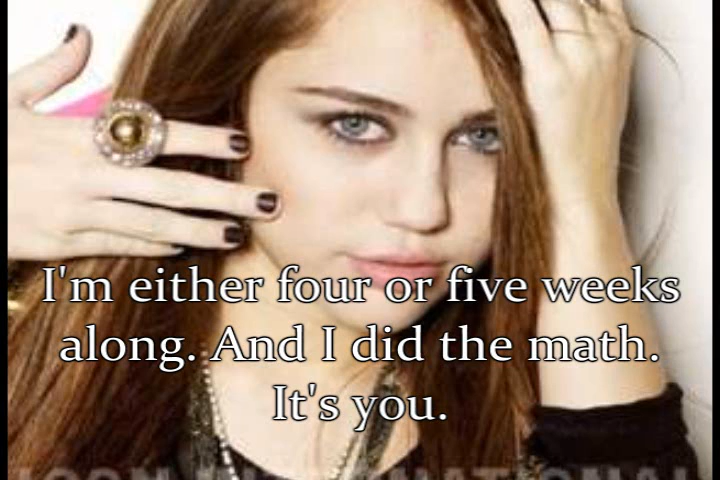 I'm either four or five weeks
along. And I did the math.
It's you.